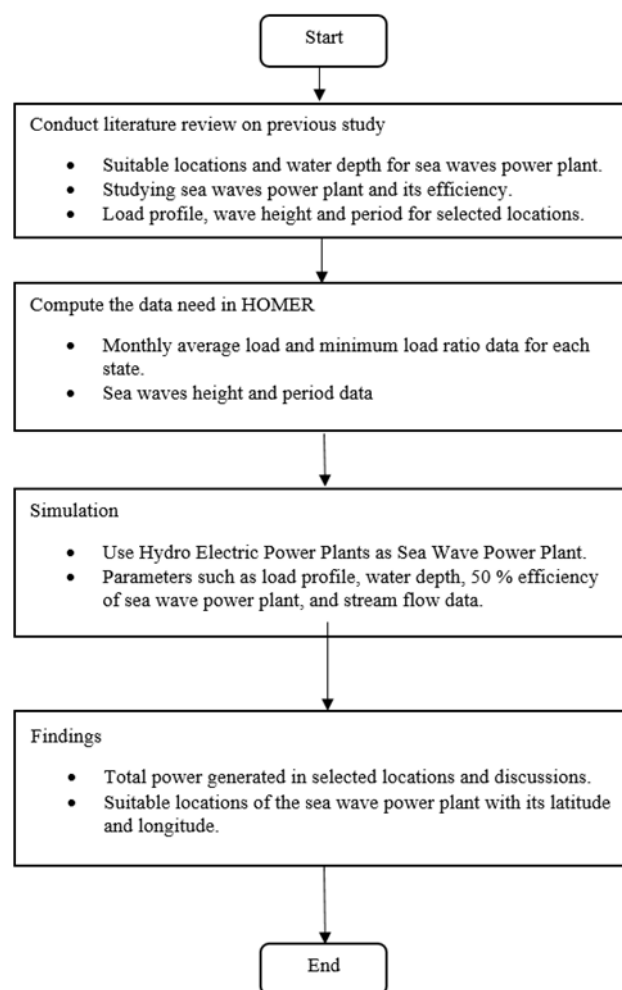 Start
Conduct literature review on previous study
• Suitable locations and water depth for sea waves power plant.
• Studying sea waves power plant and its efficiency.
• Load profile, wave height and period for selected locations.
Compute the data need in HOMER
• Monthly average load and minimum load ratio data for each
state.
• Sea waves height and period data
Simulation
• Use Hydro Electric Power Plants as Sea Wave Power Plant.
• Parameters such as load profile, water depth, 50 % efficiency
of sea wave power plant, and stream flow data.
Findings
• Total power generated in selected locations and discussions.
• Suitable locations of the sea wave power plant with its latitude
and longitude.
End